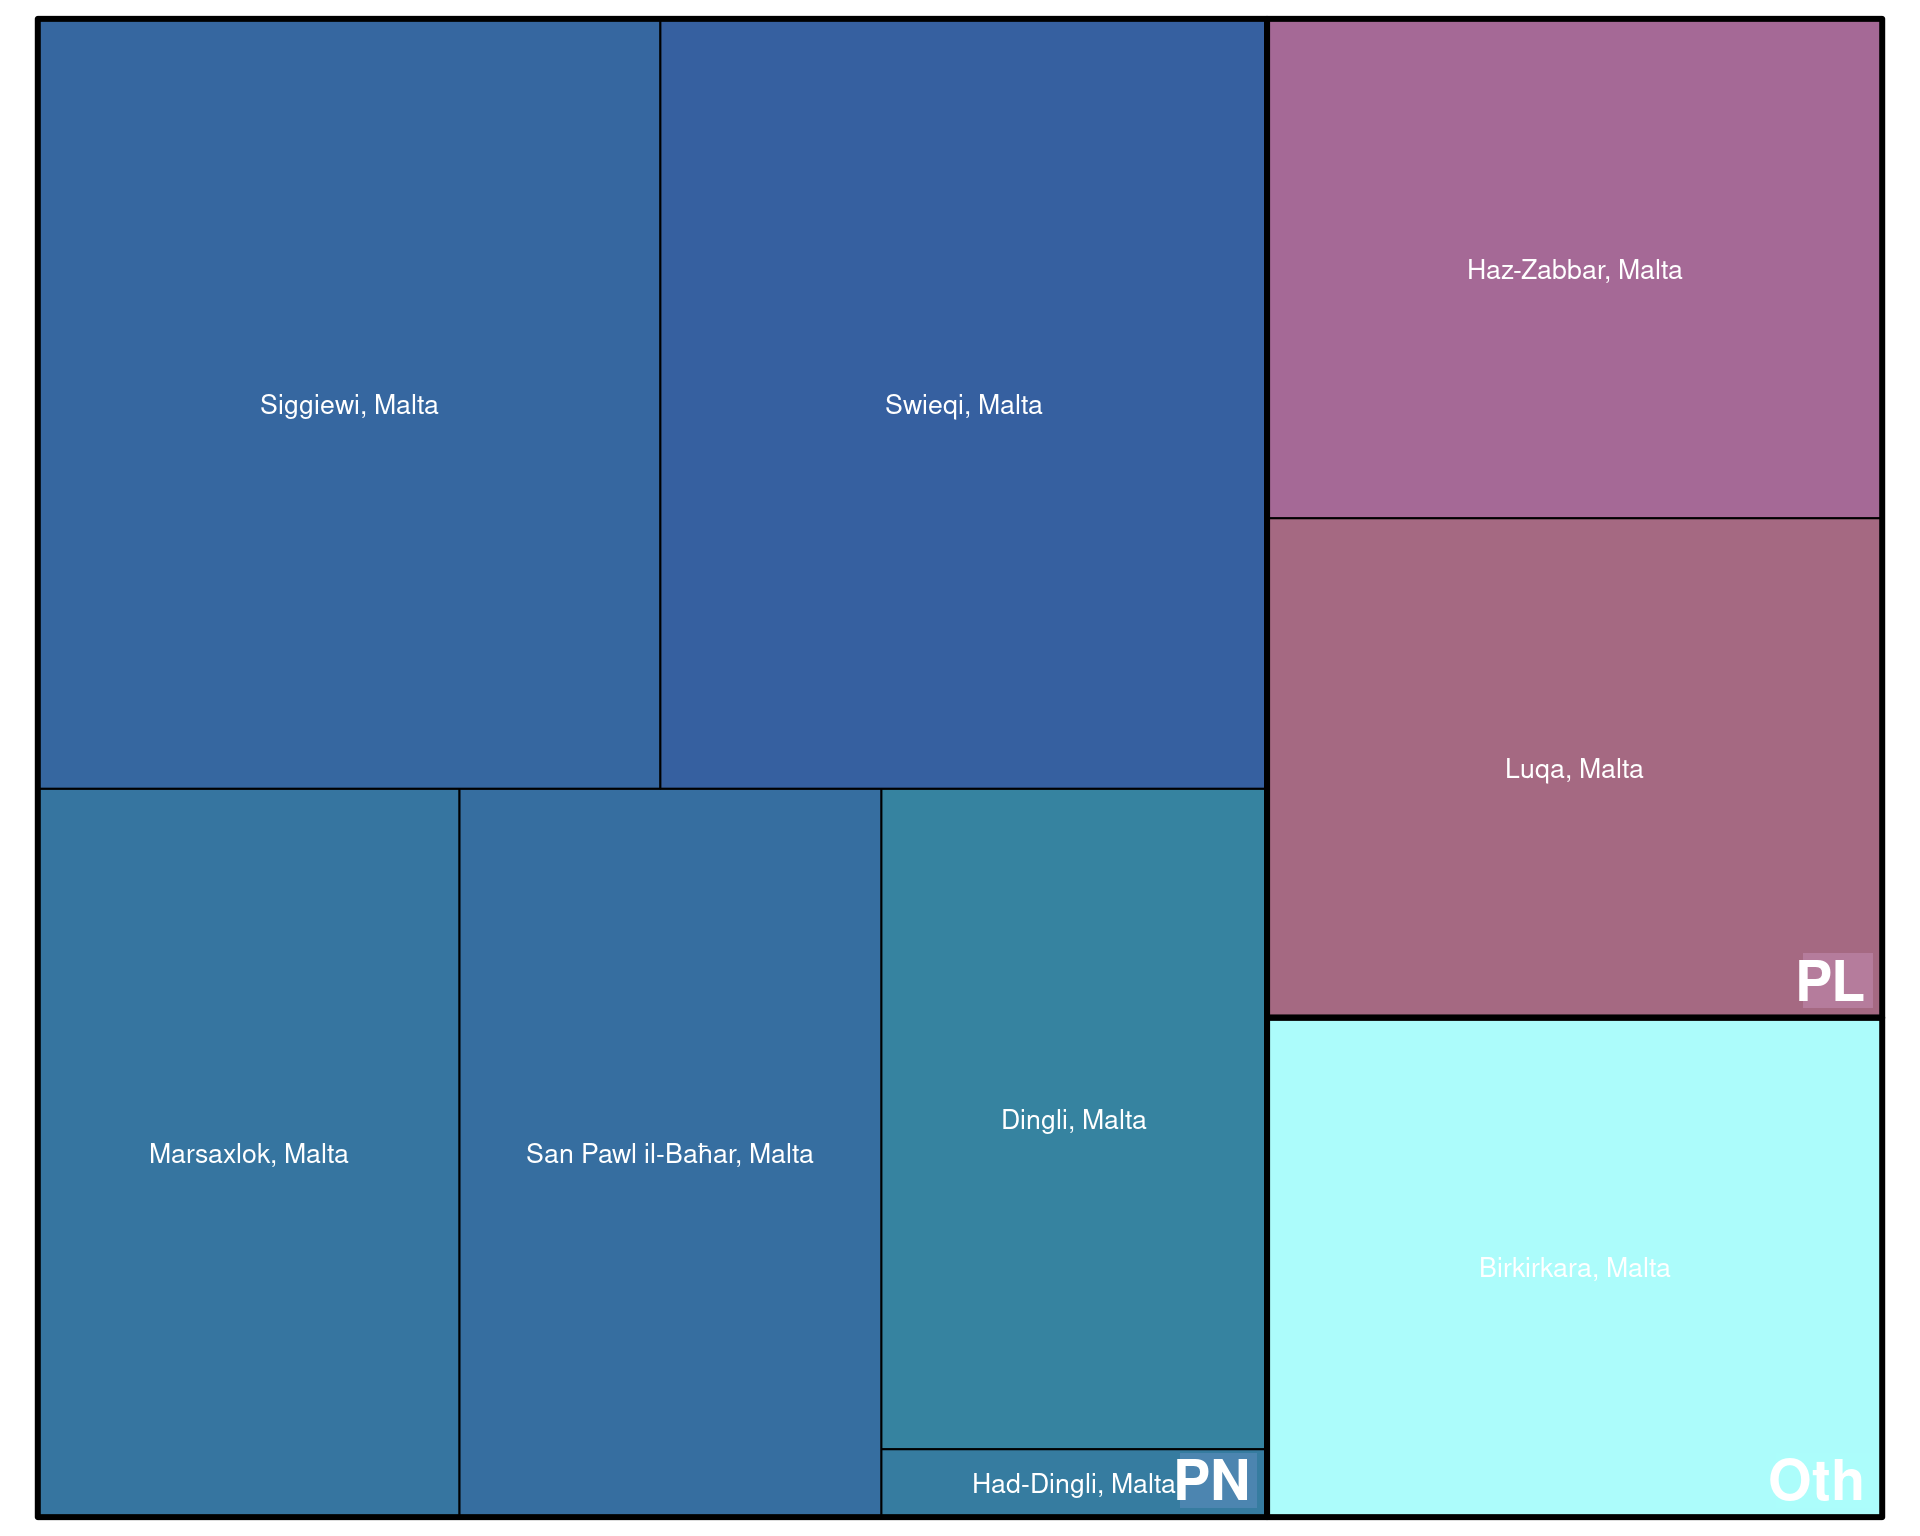 Siggiewi, Malta
Swieqi, Malta
Haz-Zabbar, Malta
Luqa, Malta
PL
Marsaxlok, Malta
San Pawl il-Baħar, Malta
Dingli, Malta
Had-Dingli, Malta
PN
Birkirkara, Malta
Oth